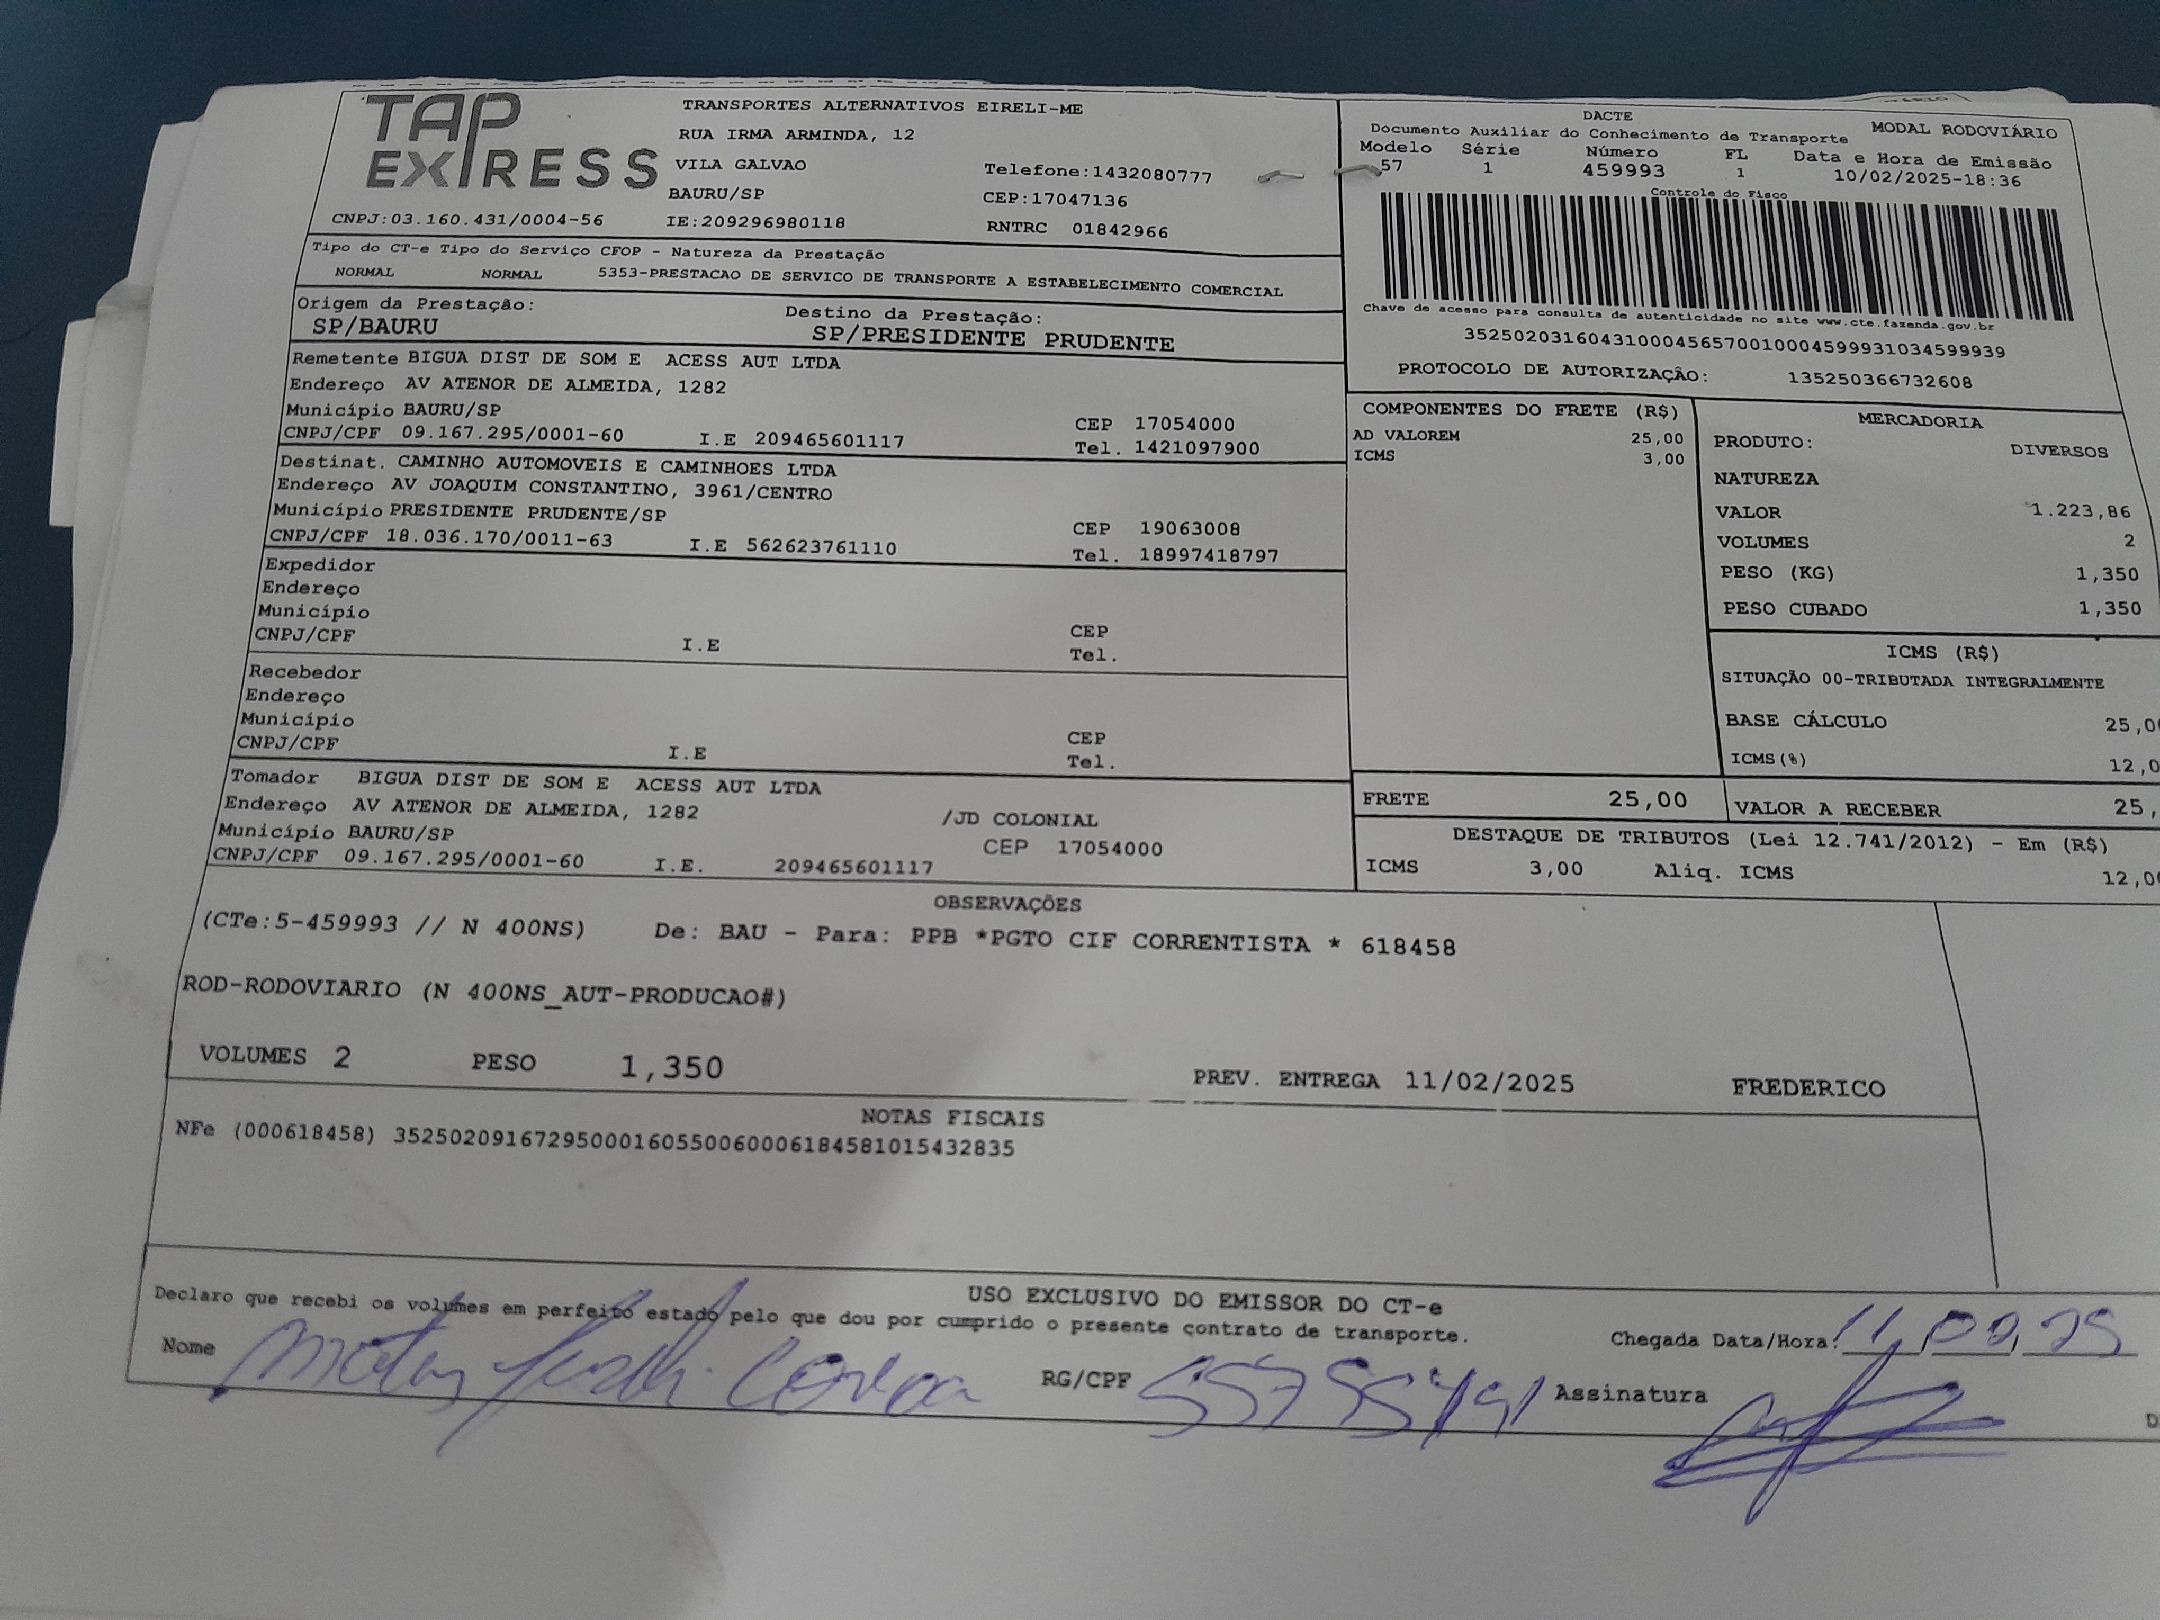 TAP EXPRESS
TRANSPORTES ALTERNATIVOS EIRELI-ME
RUA IRMA ARMINDA, 12
VILA GALVAO Telefone:1432080777
BAURU/SP CEP:17047136
CNPJ:03.160.431/0004-56 IE:209296980118 RNTRC 01842966
DACTE
Documento Auxiliar do Conhecimento de Transporte MODAL RODOVIÁRIO
Modelo Série Número FL Data e Hora de Emissão
57 1 459993 1 10/02/2025-18:36
Controle do Fisco
Chave de acesso para consulta de autenticidade no site www.cte.fazenda.gov.br
35250203160431000456570010004599931034599939
PROTOCOLO DE AUTORIZAÇÃO: 135250366732608
Tipo do CT-e Tipo do Serviço CFOP - Natureza da Prestação
NORMAL NORMAL 5353-PRESTACAO DE SERVICO DE TRANSPORTE A ESTABELECIMENTO COMERCIAL
Origem da Prestação: Destino da Prestação:
SP/BAURU SP/PRESIDENTE PRUDENTE
Remetente BIGUA DIST DE SOM E ACESS AUT LTDA
Endereço AV ATENOR DE ALMEIDA, 1282
Município BAURU/SP CEP 17054000
CNPJ/CPF 09.167.295/0001-60 I.E 209465601117 Tel. 1421097900
Destinat. CAMINHO AUTOMOVEIS E CAMINHOES LTDA
Endereço AV JOAQUIM CONSTANTINO, 3961/CENTRO
Município PRESIDENTE PRUDENTE/SP CEP 19063008
CNPJ/CPF 18.036.170/0011-63 I.E 562623761110 Tel. 18997418797
Expedidor
Endereço
Município CEP
CNPJ/CPF I.E Tel.
Recebedor
Endereço
Município CEP
CNPJ/CPF I.E Tel.
Tomador BIGUA DIST DE SOM E ACESS AUT LTDA
Endereço AV ATENOR DE ALMEIDA, 1282 /JD COLONIAL
Município BAURU/SP CEP 17054000
CNPJ/CPF 09.167.295/0001-60 I.E. 209465601117
COMPONENTES DO FRETE (R$)
AD VALOREM 25,00
ICMS 3,00
MERCADORIA
PRODUTO: DIVERSOS
NATUREZA
VALOR 1.223,86
VOLUMES 2
PESO (KG) 1,350
PESO CUBADO 1,350
ICMS (R$)
SITUAÇÃO 00-TRIBUTADA INTEGRALMENTE
BASE CÁLCULO 25,0
ICMS(%) 12,0
FRETE 25,00 VALOR A RECEBER 25,
DESTAQUE DE TRIBUTOS (Lei 12.741/2012) - Em (R$)
ICMS 3,00 Aliq. ICMS 12,0
OBSERVAÇÕES
(CTe:5-459993 // N 400NS) De: BAU - Para: PPB *PGTO CIF CORRENTISTA * 618458
ROD-RODOVIARIO (N 400NS_AUT-PRODUCAO#)
VOLUMES 2 PESO 1,350 PREV. ENTREGA 11/02/2025 FREDERICO
NOTAS FISCAIS
NFe (000618458) 35250209167295000160550060006184581015432835
USO EXCLUSIVO DO EMISSOR DO CT-e
Declaro que recebi os volumes em perfeito estado pelo que dou por cumprido o presente contrato de transporte.
Chegada Data/Hora: 11,02,25
Nome RG/CPF Assinatura